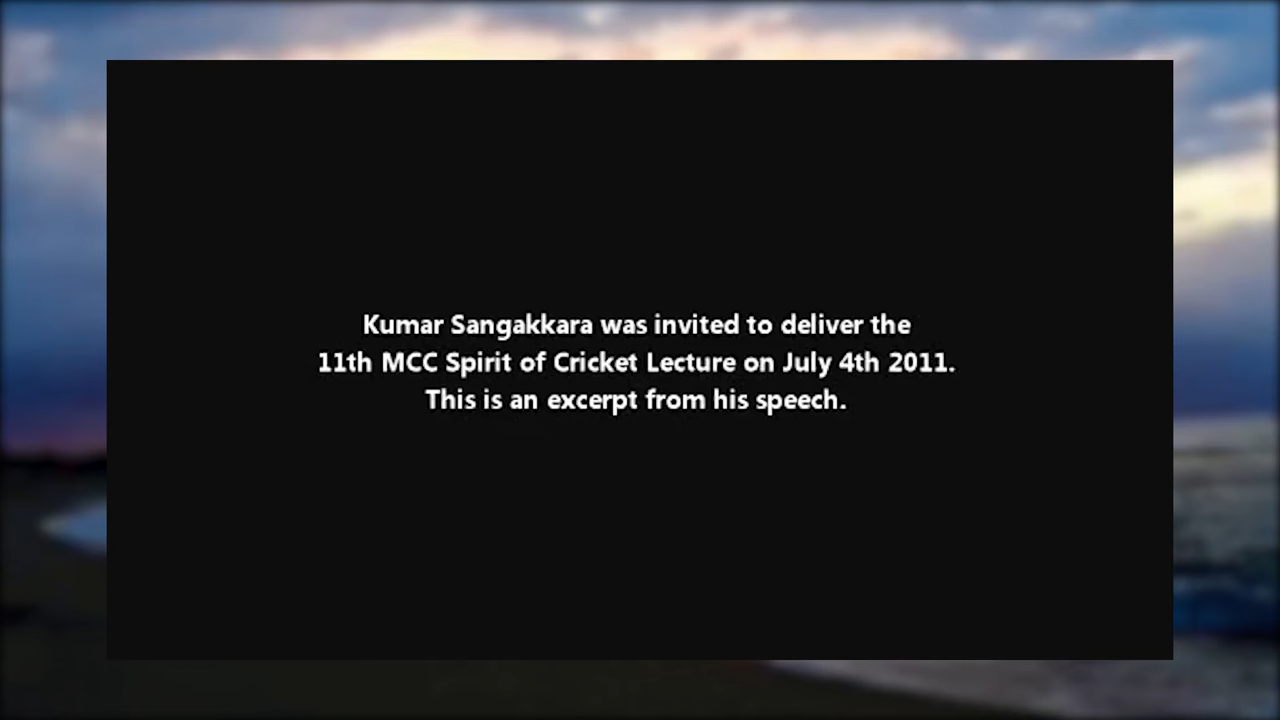 Kumar Sangakkara was invited to deliver the
11th MCC Spirit of Cricket Lecture on July 4th 2011.
This is an excerpt from his speech.